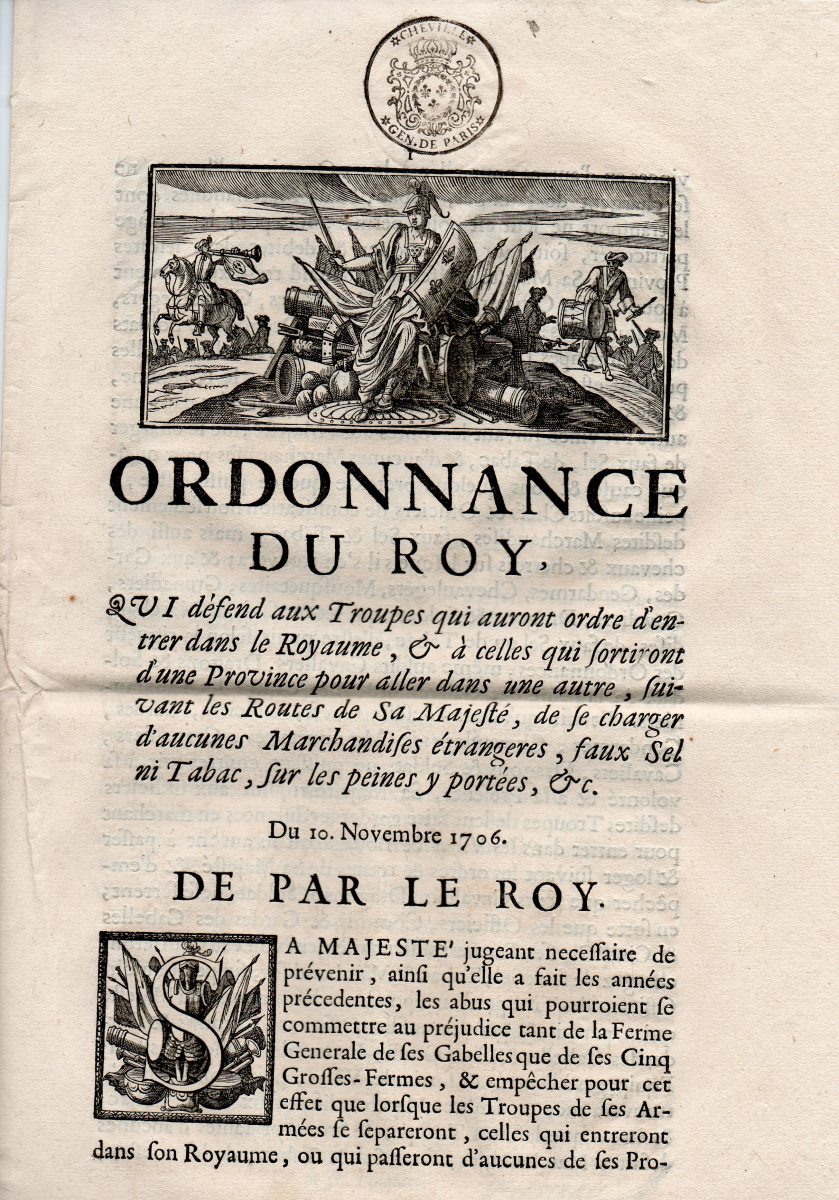 *CHEVILLE*
*GEN. DE PARIS*
ORDONNANCE
DU ROY,
QVI défend aux Troupes qui auront ordre d'en-
trer dans le Royaume, & à celles qui ſortiront
d'une Province pour aller dans une autre, ſui-
vant les Routes de Sa Majeſté, de ſe charger
d'aucunes Marchandiſes étrangeres, faux Sel
ni Tabac, ſur les peines y portées, &c.
Du 10. Novembre 1706.
DE PAR LE ROY.
SA MAJESTE' jugeant neceſſaire de
prévenir, ainſi qu'elle a fait les années
précedentes, les abus qui pourroient ſe
commettre au préjudice tant de la Ferme
Generale de ſes Gabelles que de ſes Cinq
Groſſes-Fermes, & empêcher pour cet
effet que lorſque les Troupes de ſes Ar-
mées ſe ſepareront, celles qui entreront
dans ſon Royaume, ou qui paſſeront d'aucunes de ſes Pro-